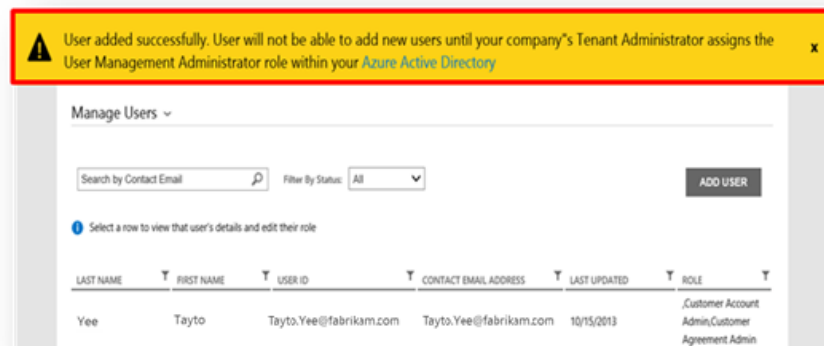 User added successfully. User will not be able to add new users until your company"s Tenant Administrator assigns the
User Management Administrator role within your Azure Active Directory
x
Manage Users
Search by Contact Email
Filter By Status: All
ADD USER
Select a row to view that user's details and edit their role
LAST NAME FIRST NAME USER ID CONTACT EMAIL ADDRESS LAST UPDATED ROLE
Yee Tayto Tayto.Yee@fabrikam.com Tayto.Yee@fabrikam.com 10/15/2013 ,Customer Account
Admin,Customer
Agreement Admin